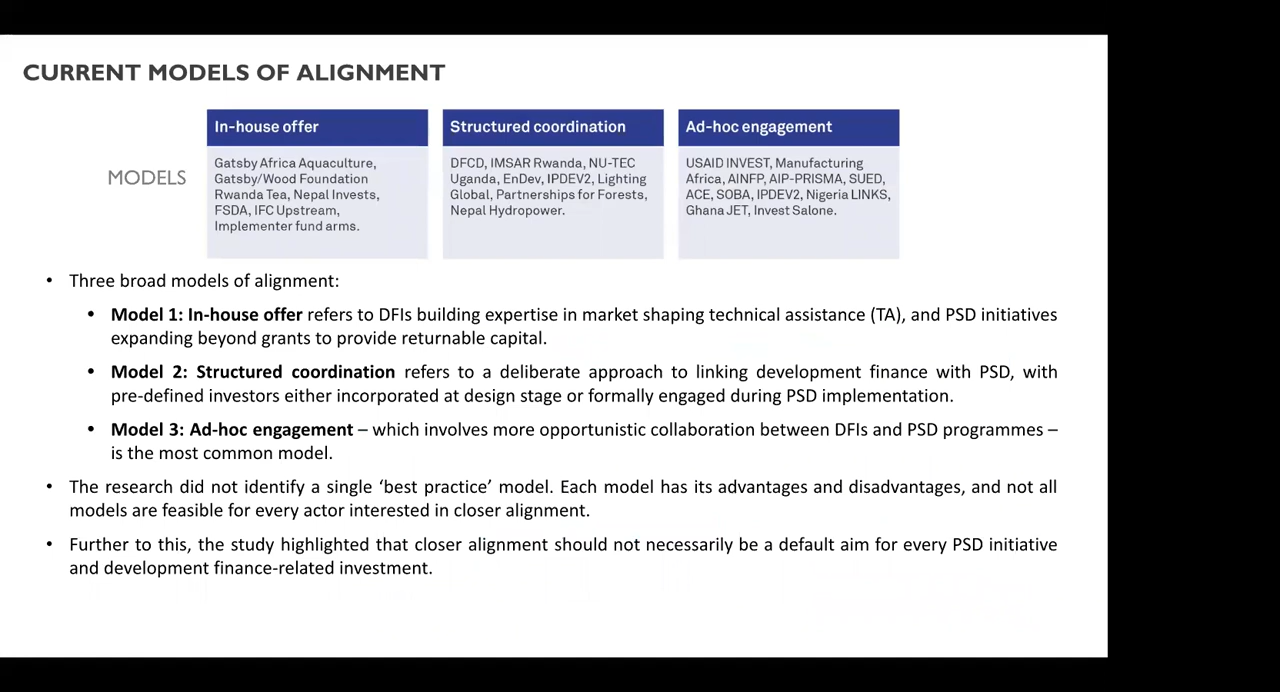 CURRENT MODELS OF ALIGNMENT
MODELS
In-house offer
Gatsby Africa Aquaculture,
Gatsby/Wood Foundation
Rwanda Tea, Nepal Invests,
FSDA, IFC Upstream,
Implementer fund arms.
Structured coordination
DFCD, IMSAR Rwanda, NU-TEC
Uganda, EnDev, IPDEV2, Lighting
Global, Partnerships for Forests,
Nepal Hydropower.
Ad-hoc engagement
USAID INVEST, Manufacturing
Africa, AINFP, AIP-PRISMA, SUED,
ACE, SOBA, IPDEV2, Nigeria LINKS,
Ghana JET, Invest Salone.
• Three broad models of alignment:
• Model 1: In-house offer refers to DFIs building expertise in market shaping technical assistance (TA), and PSD initiatives
expanding beyond grants to provide returnable capital.
• Model 2: Structured coordination refers to a deliberate approach to linking development finance with PSD, with
pre-defined investors either incorporated at design stage or formally engaged during PSD implementation.
• Model 3: Ad-hoc engagement – which involves more opportunistic collaboration between DFIs and PSD programmes –
is the most common model.
• The research did not identify a single ‘best practice’ model. Each model has its advantages and disadvantages, and not all
models are feasible for every actor interested in closer alignment.
• Further to this, the study highlighted that closer alignment should not necessarily be a default aim for every PSD initiative
and development finance-related investment.